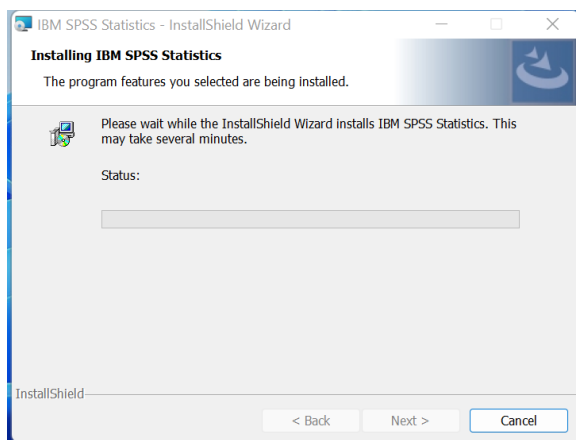 IBM SPSS Statistics - InstallShield Wizard
Installing IBM SPSS Statistics
The program features you selected are being installed.
Please wait while the InstallShield Wizard installs IBM SPSS Statistics. This
may take several minutes.
Status:
InstallShield
< Back
Next >
Cancel